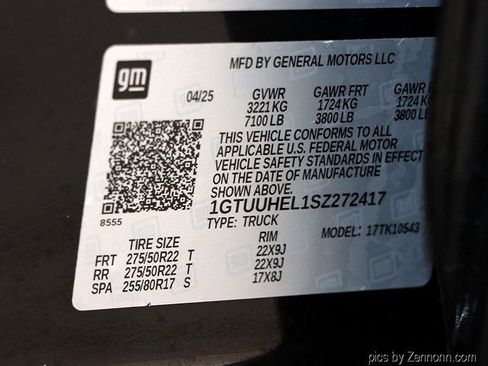 gm
MFD BY GENERAL MOTORS LLC
04/25 GVWR GAWR FRT GAWR R
3221 KG 1724 KG 1724 K
7100 LB 3800 LB 3800 LB
THIS VEHICLE CONFORMS TO ALL
APPLICABLE U.S. FEDERAL MOTOR
VEHICLE SAFETY STANDARDS IN EFFECT
ON THE DATE OF MANUFACTURE
SHOWN ABOVE.
1GTUUHEL1SZ272417
8555
TYPE: TRUCK
MODEL: 17TK10543
TIRE SIZE RIM
FRT 275/50R22 T 22X9J
RR 275/50R22 T 22X9J
SPA 255/80R17 S 17X8J
pics by Zennonn.com